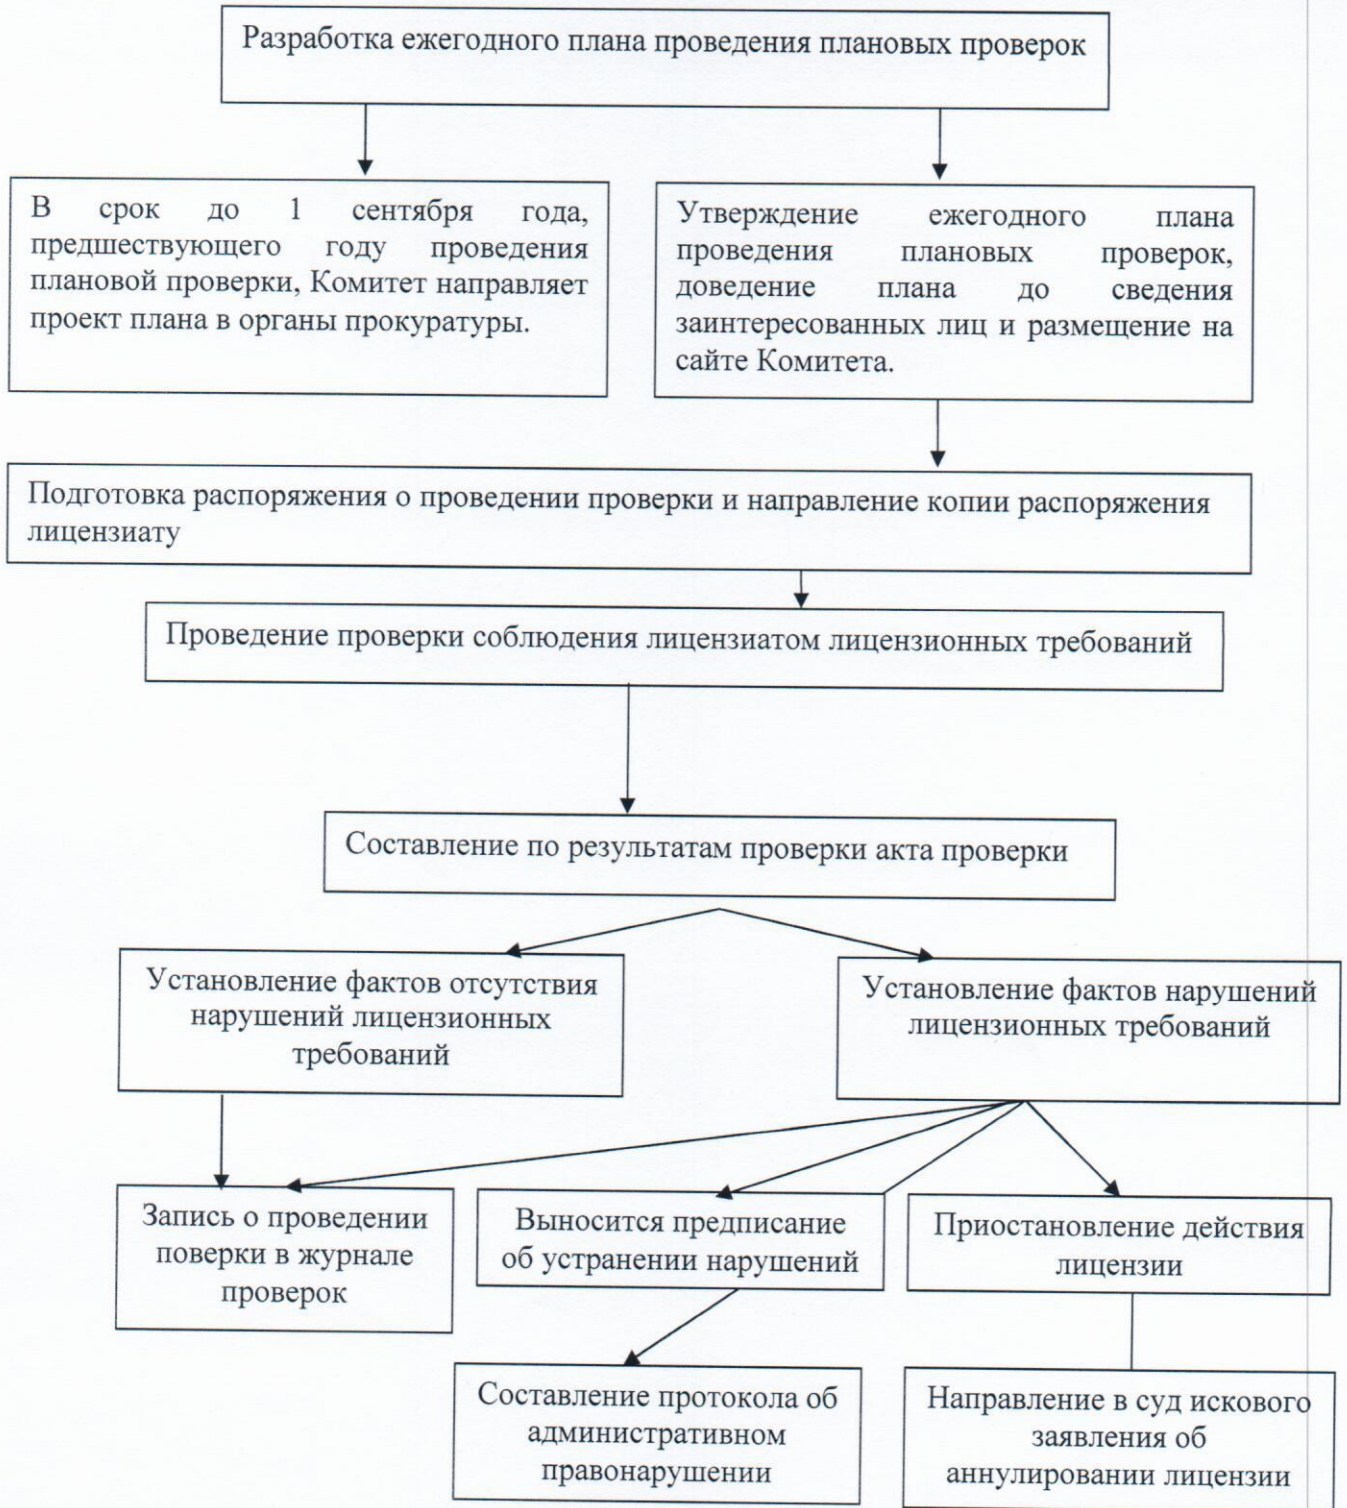 Разработка ежегодного плана проведения плановых проверок
В срок до 1 сентября года,
предшествующего году проведения
плановой проверки, Комитет направляет
проект плана в органы прокуратуры.
Утверждение ежегодного плана
проведения плановых проверок,
доведение плана до сведения
заинтересованных лиц и размещение на
сайте Комитета.
Подготовка распоряжения о проведении проверки и направление копии распоряжения
лицензиату
Проведение проверки соблюдения лицензиатом лицензионных требований
Составление по результатам проверки акта проверки
Установление фактов отсутствия
нарушений лицензионных
требований
Установление фактов нарушений
лицензионных требований
Запись о проведении
поверки в журнале
проверок
Выносится предписание
об устранении нарушений
Приостановление действия
лицензии
Составление протокола об
административном
правонарушении
Направление в суд искового
заявления об
аннулировании лицензии